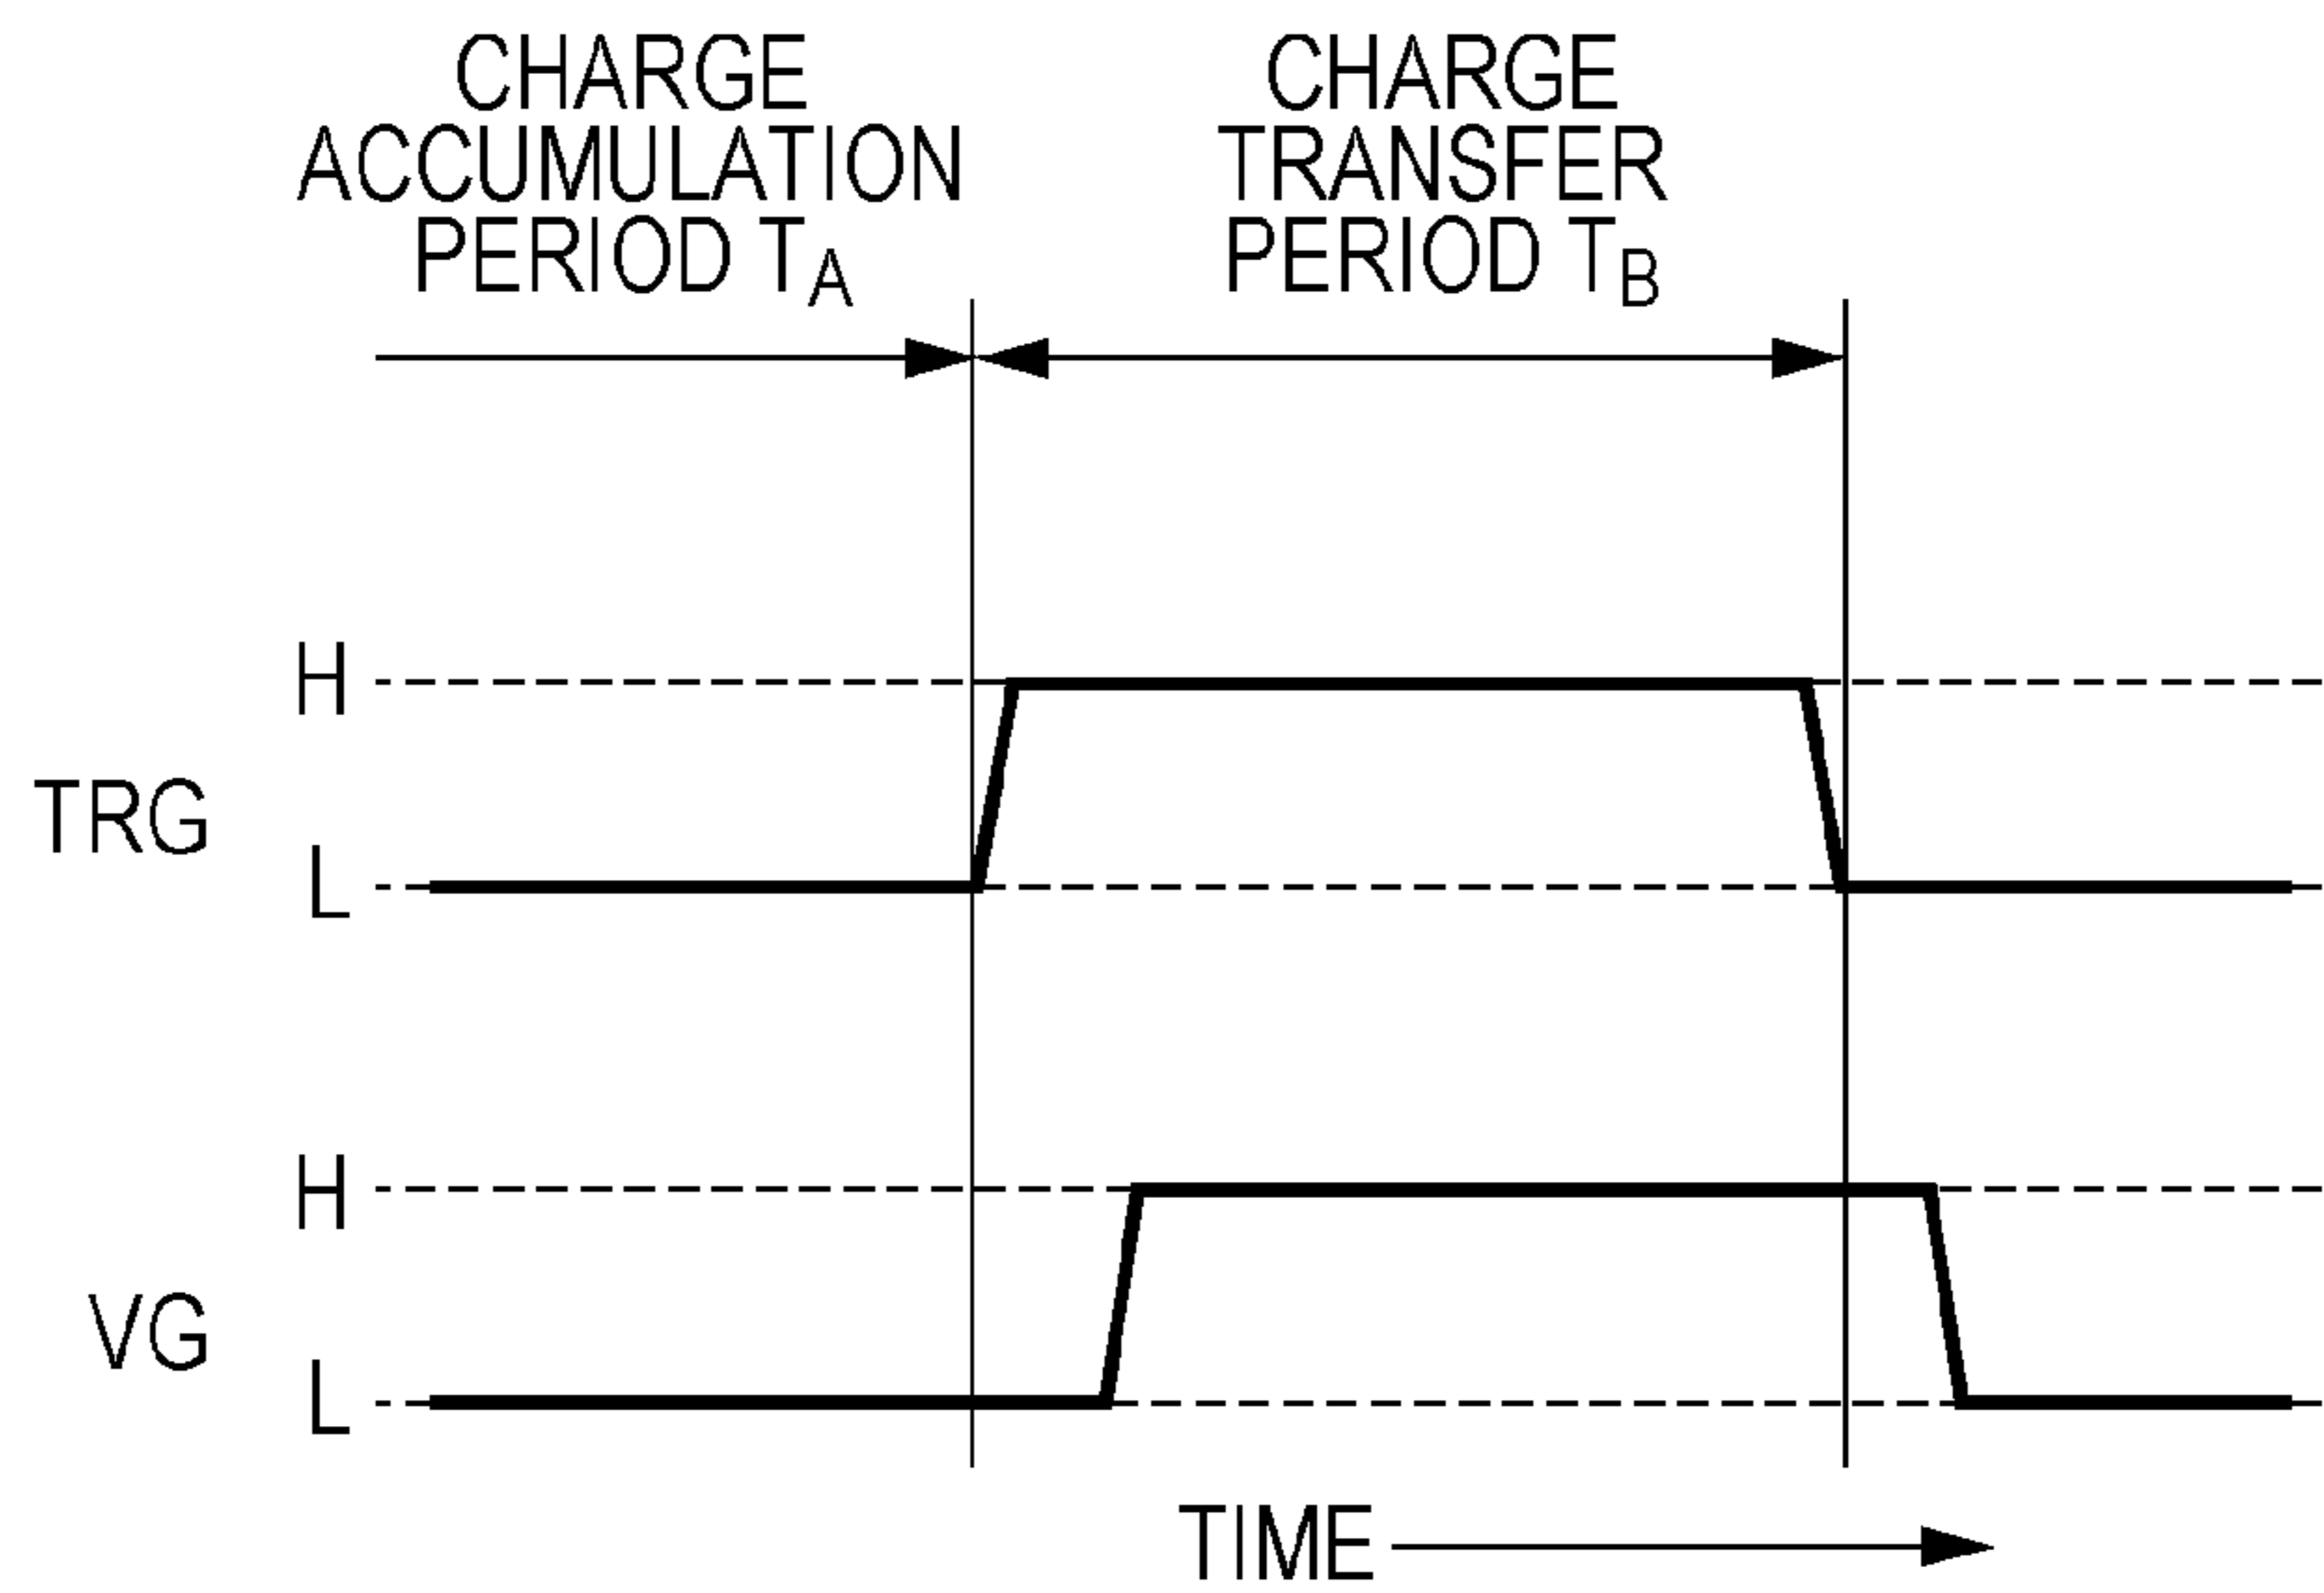 CHARGE
ACCUMULATION
PERIOD TA
CHARGE
TRANSFER
PERIOD TB
H
TRG
L
H
VG
L
TIME